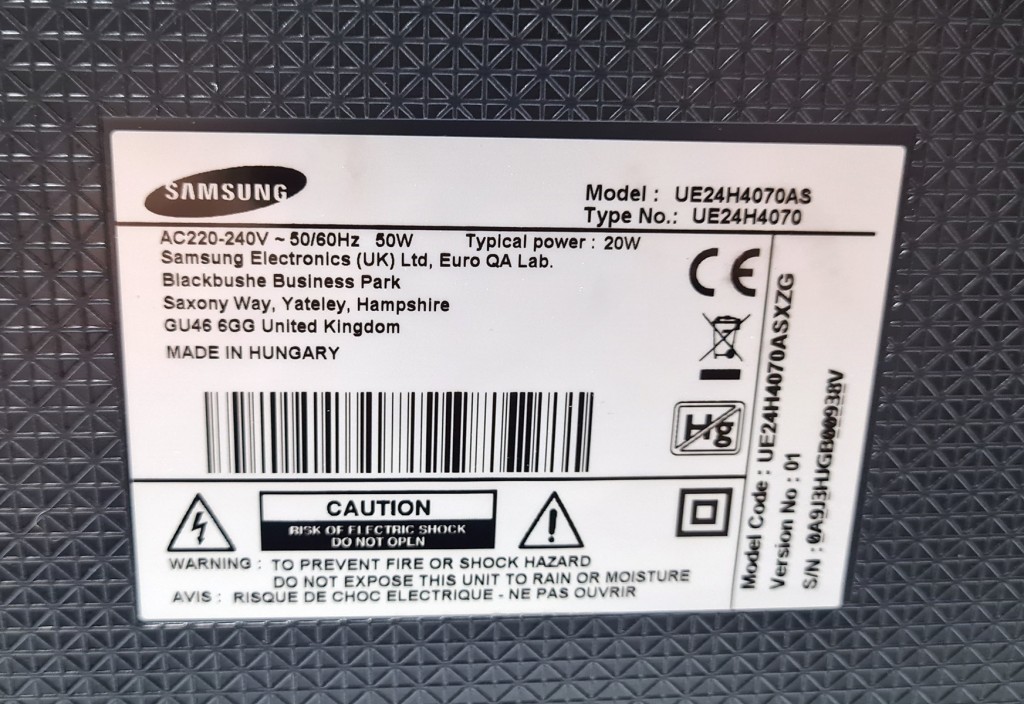 SAMSUNG
Model : UE24H4070AS
Type No.: UE24H4070
AC220-240V ~ 50/60Hz 50W Typical power : 20W
Samsung Electronics (UK) Ltd, Euro QA Lab.
Blackbushe Business Park
Saxony Way, Yateley, Hampshire
GU46 6GG United Kingdom
MADE IN HUNGARY
CE
Hg
CAUTION
RISK OF ELECTRIC SHOCK
DO NOT OPEN
WARNING : TO PREVENT FIRE OR SHOCK HAZARD
DO NOT EXPOSE THIS UNIT TO RAIN OR MOISTURE
AVIS : RISQUE DE CHOC ELECTRIQUE - NE PAS OUVRIR
Model Code : UE24H4070ASXZG
Version No : 01
S/N : 0A9J3HJGB00938V